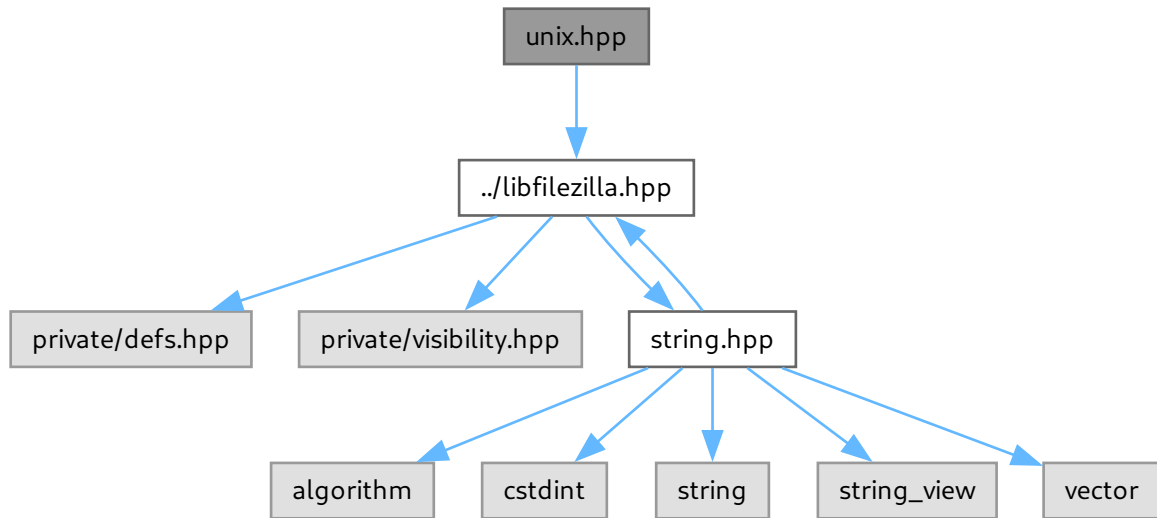 unix.hpp
../libfilezilla.hpp
private/defs.hpp
private/visibility.hpp
string.hpp
algorithm
cstdint
string
string_view
vector